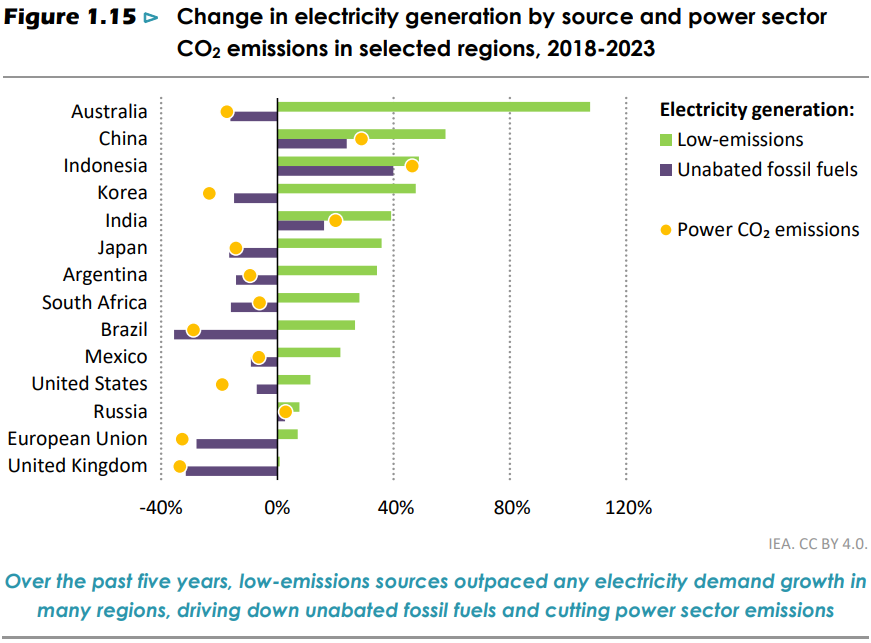 Figure 1.15 ▷ Change in electricity generation by source and power sector
CO₂ emissions in selected regions, 2018-2023
Electricity generation:
Low-emissions
Unabated fossil fuels
Power CO₂ emissions
Australia
China
Indonesia
Korea
India
Japan
Argentina
South Africa
Brazil
Mexico
United States
Russia
European Union
United Kingdom
-40% 0% 40% 80% 120%
IEA. CC BY 4.0.
Over the past five years, low-emissions sources outpaced any electricity demand growth in
many regions, driving down unabated fossil fuels and cutting power sector emissions